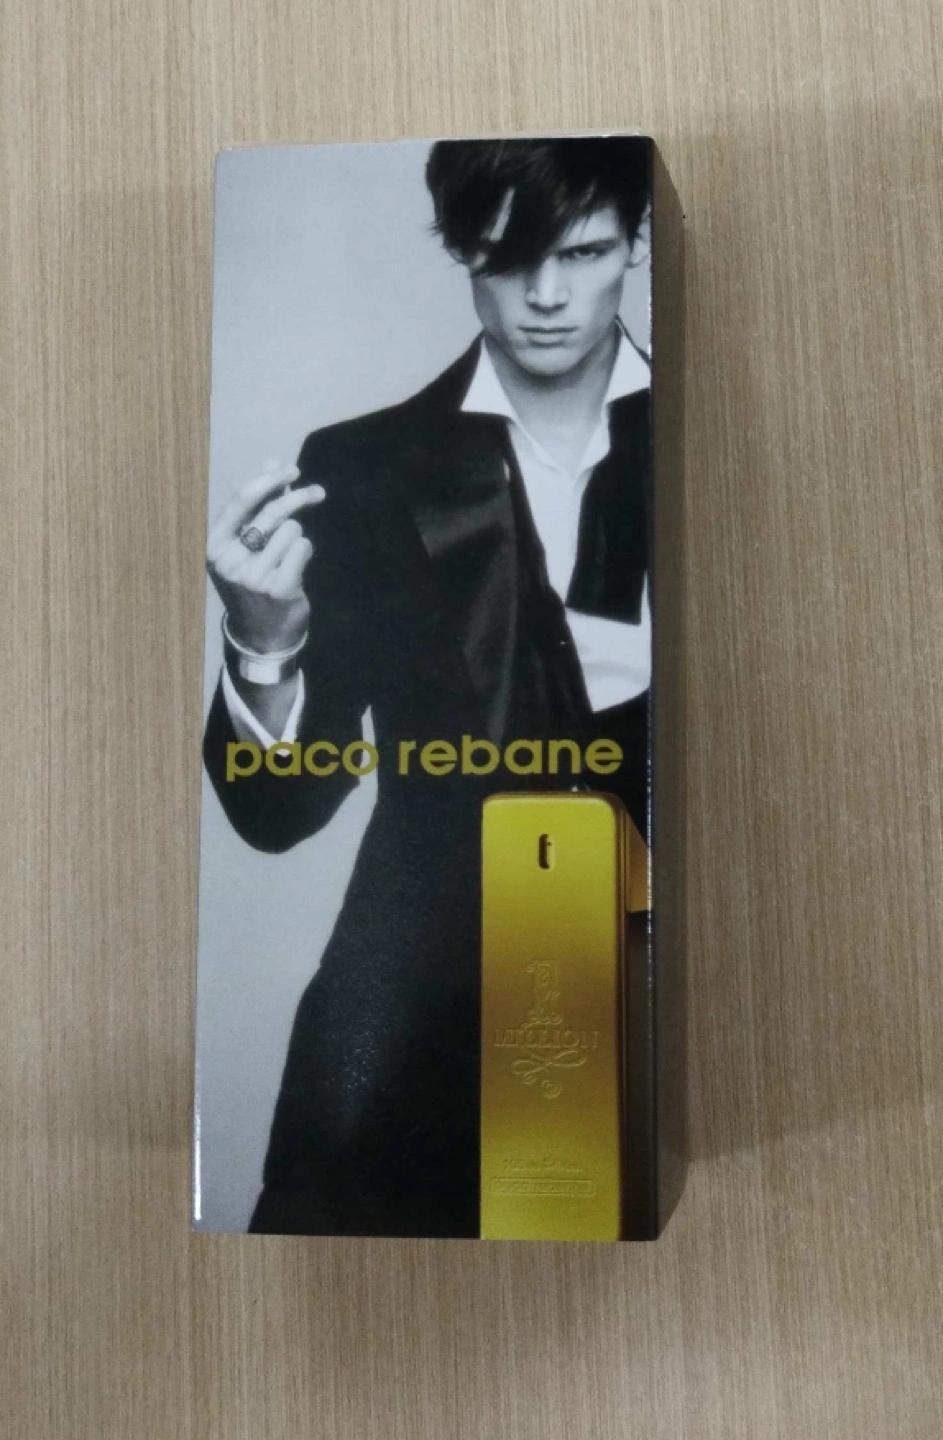 paco rebane
1
MILLION